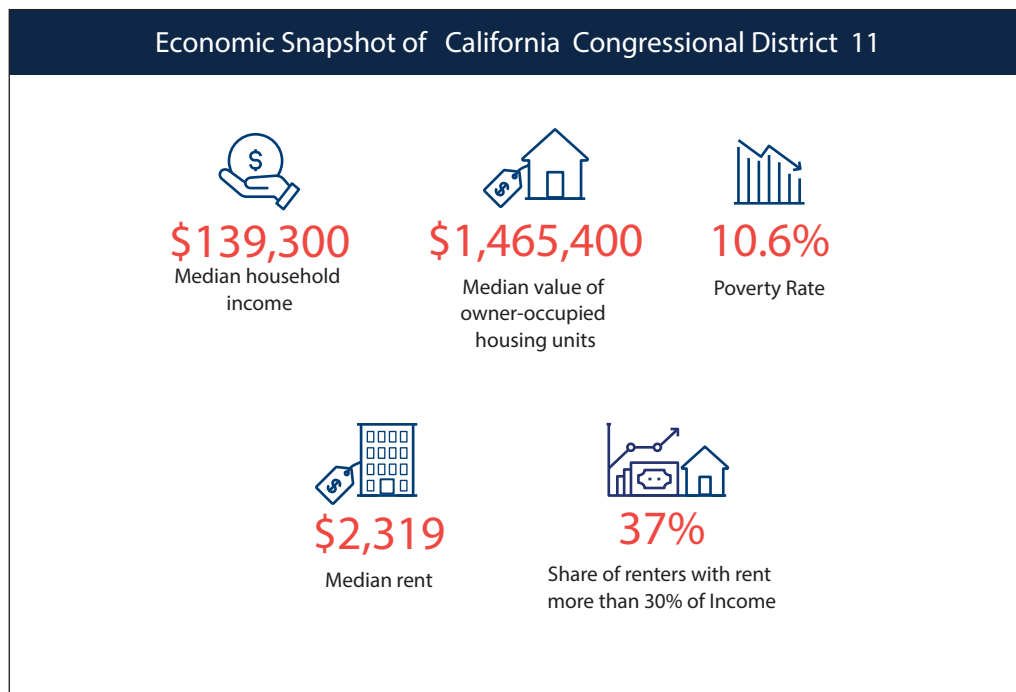 Economic Snapshot of California Congressional District 11
$
$139,300
Median household
income
$
$1,465,400
Median value of
owner-occupied
housing units
10.6%
Poverty Rate
$
$2,319
Median rent
37%
Share of renters with rent
more than 30% of Income